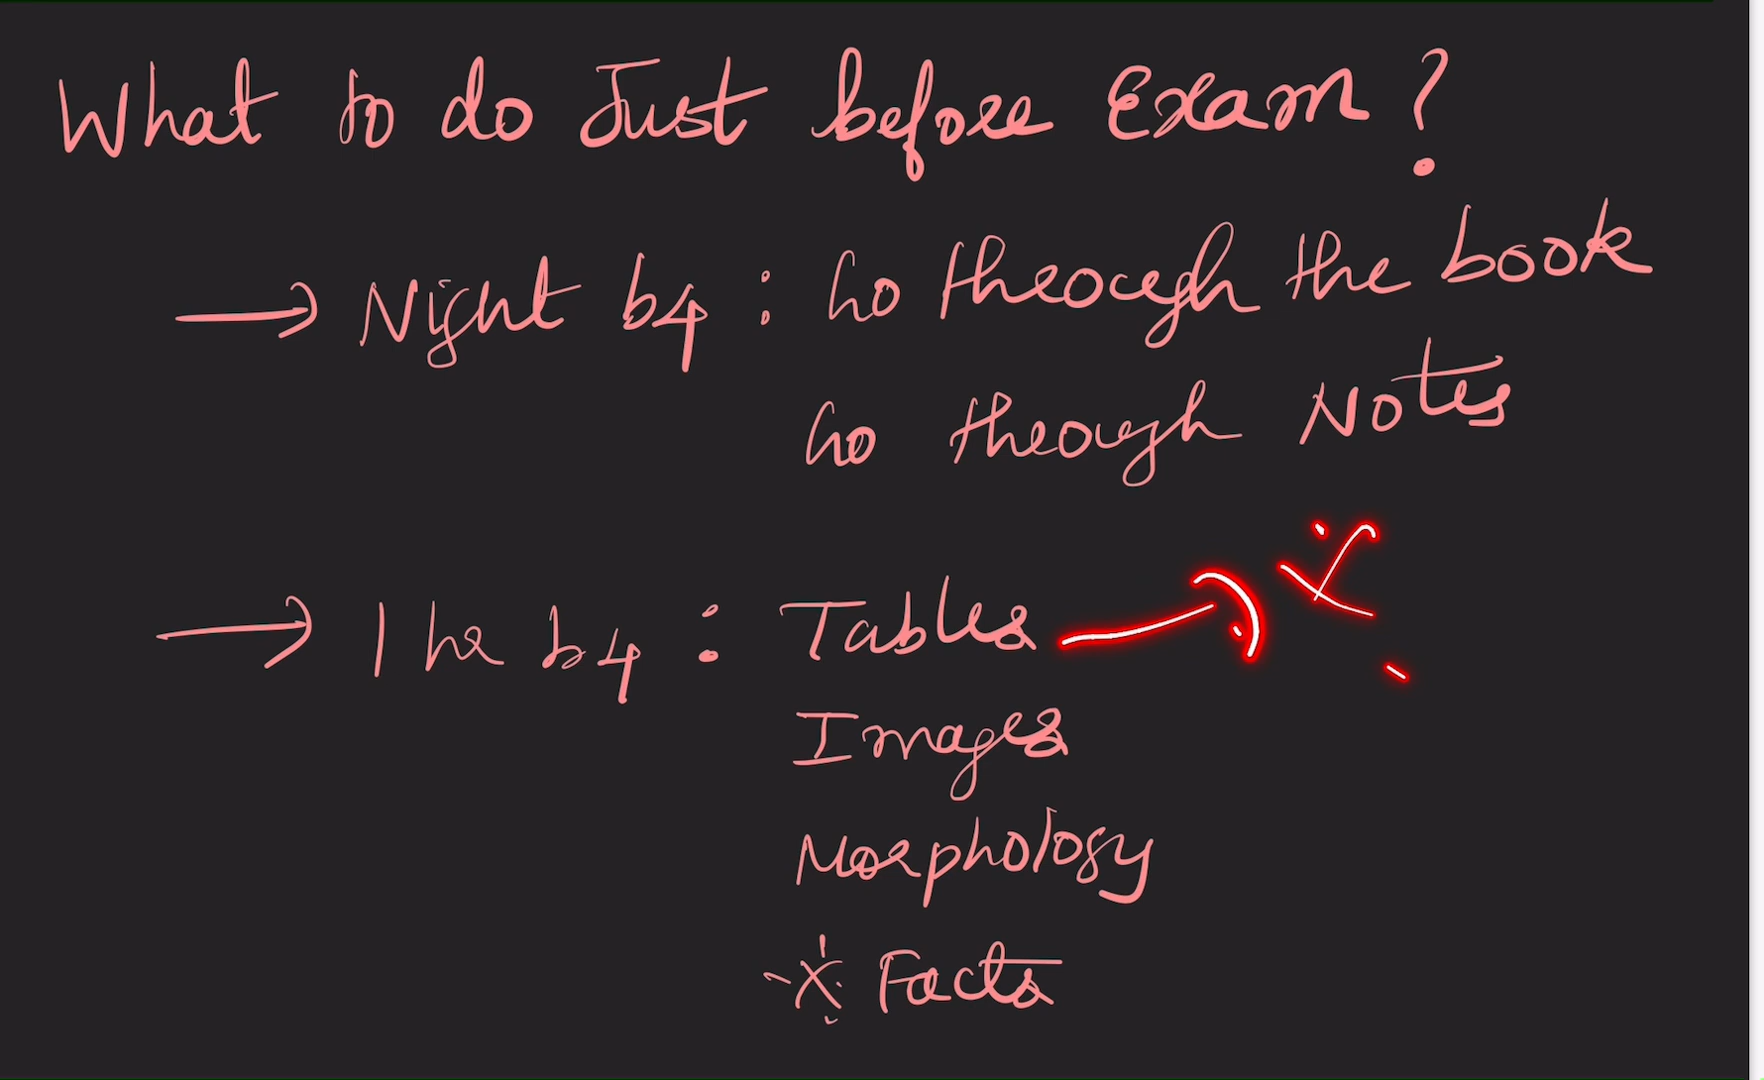 What to do Just before Exam?
→ Night b4 : Go through the book
Go through Notes
→ 1 hr b4 : Tables →
Images
Morphology
* Facts